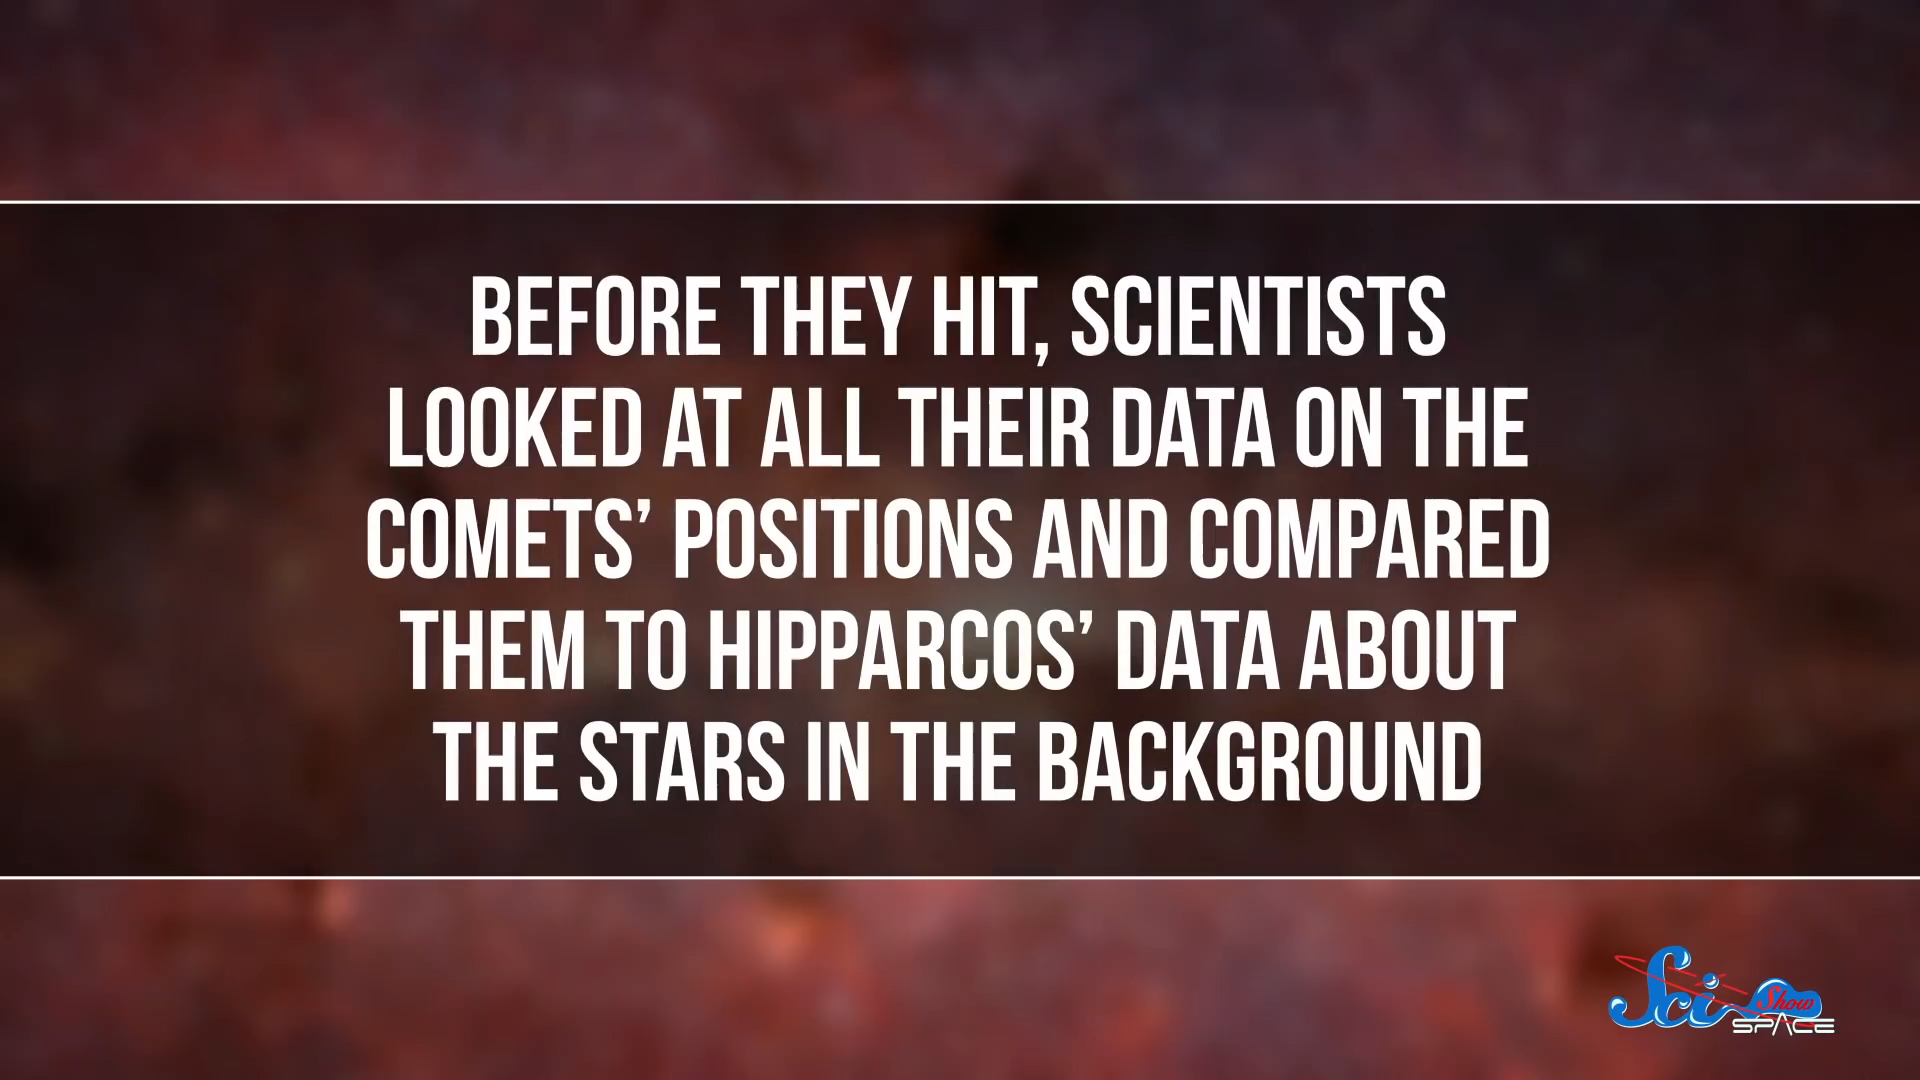 BEFORE THEY HIT, SCIENTISTS
LOOKED AT ALL THEIR DATA ON THE
COMETS’ POSITIONS AND COMPARED
THEM TO HIPPARCOS’ DATA ABOUT
THE STARS IN THE BACKGROUND
Sci Show
SPACE